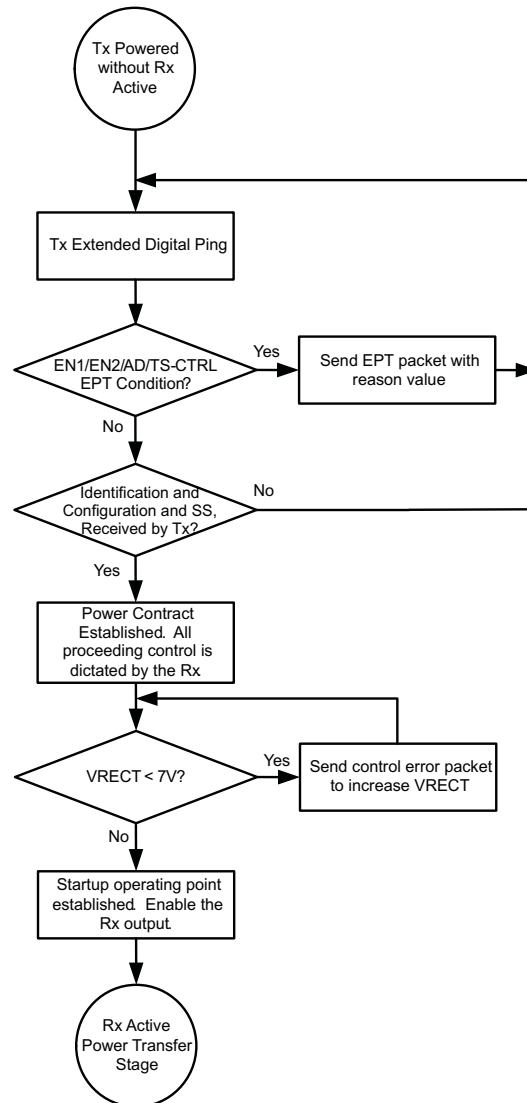 Tx Powered
without Rx
Active
Tx Extended Digital Ping
EN1/EN2/AD/TS-CTRL
EPT Condition?
Yes
Send EPT packet with
reason value
No
Identification and
Configuration and SS,
Received by Tx?
No
Yes
Power Contract
Established. All
proceeding control is
dictated by the Rx
VRECT < 7V?
Yes
Send control error packet
to increase VRECT
No
Startup operating point
established. Enable the
Rx output.
Rx Active
Power Transfer
Stage